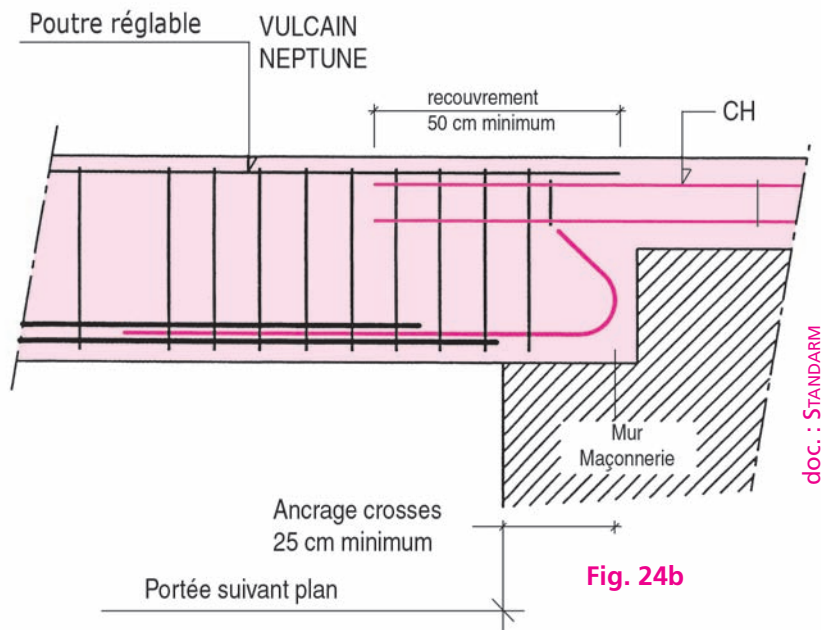 Poutre réglable
VULCAIN
NEPTUNE
recouvrement
50 cm minimum
CH
Mur
Maçonnerie
Ancrage crosses
25 cm minimum
Portée suivant plan
Fig. 24b
doc. : STANDARM